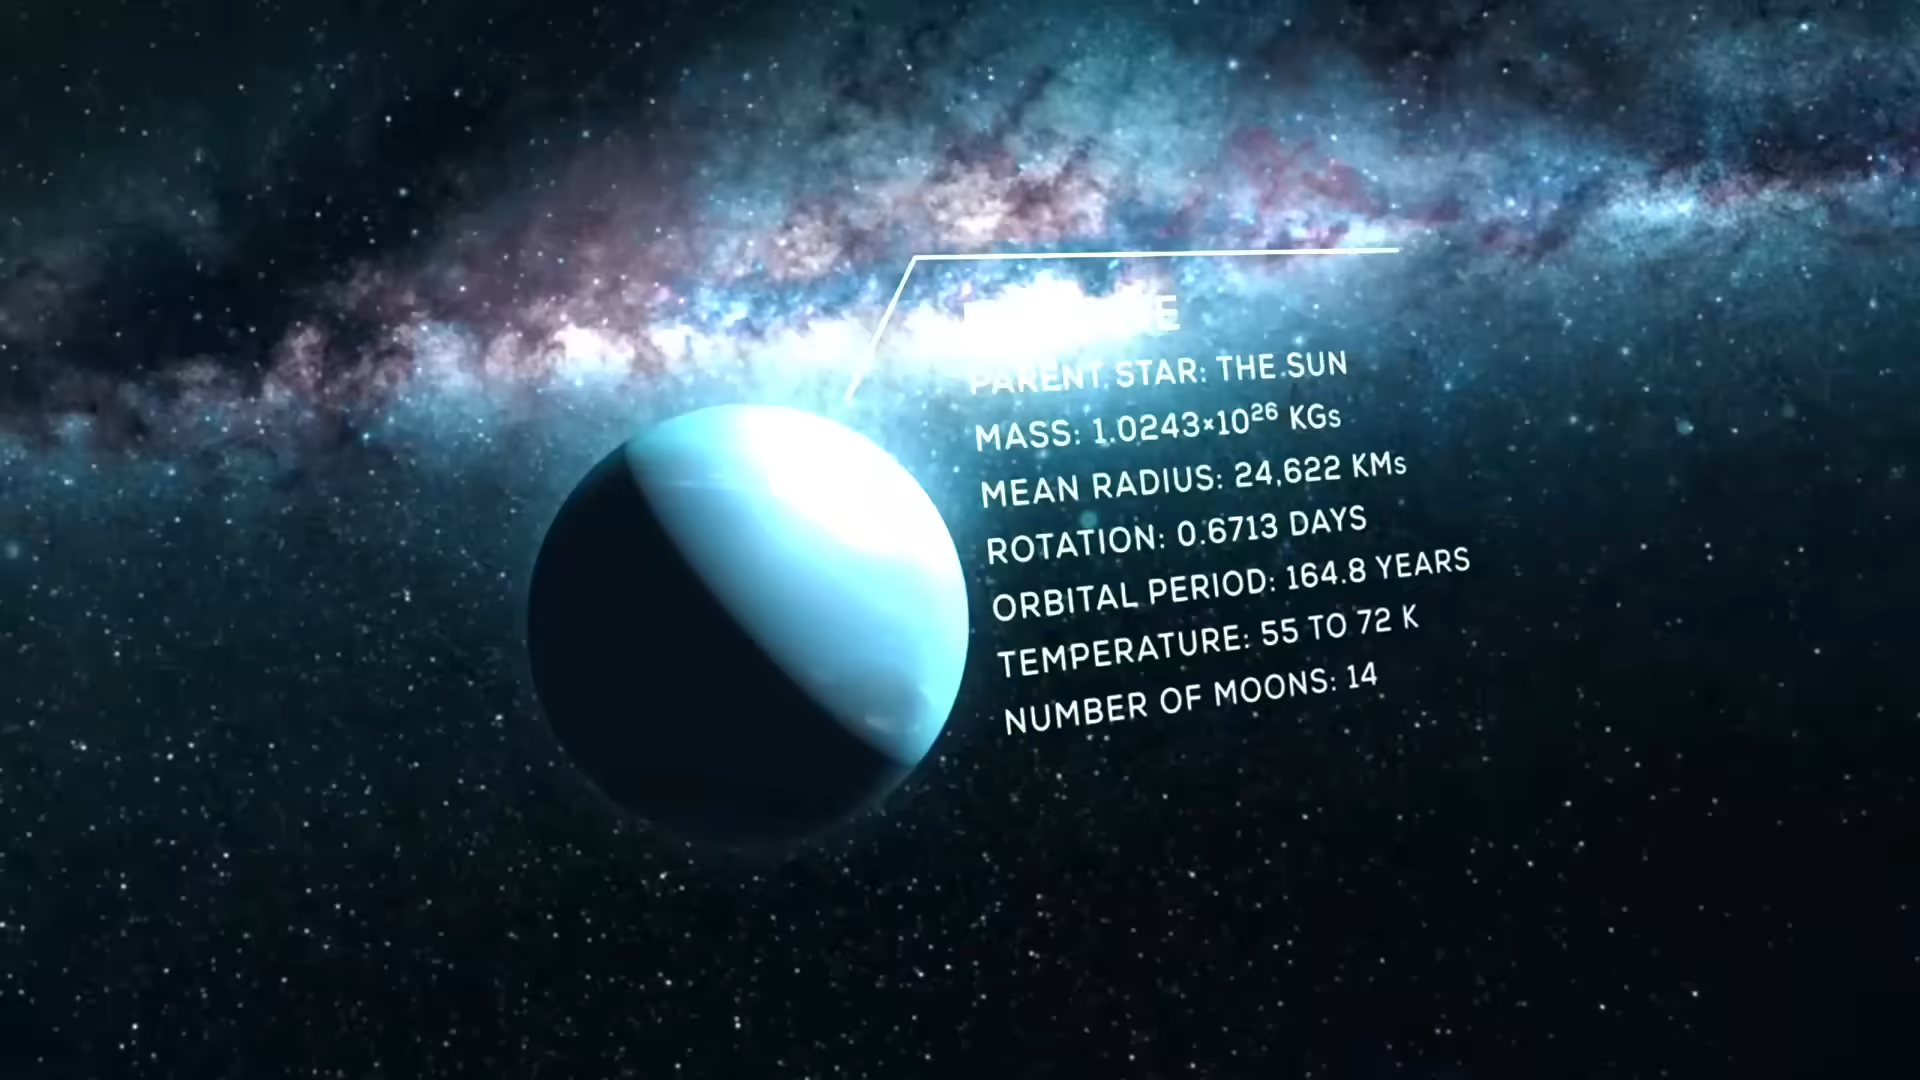 PARENT STAR: THE SUN
MASS: 1.0243×10²⁶ KGs
MEAN RADIUS: 24,622 KMs
ROTATION: 0.6713 DAYS
ORBITAL PERIOD: 164.8 YEARS
TEMPERATURE: 55 TO 72 K
NUMBER OF MOONS: 14